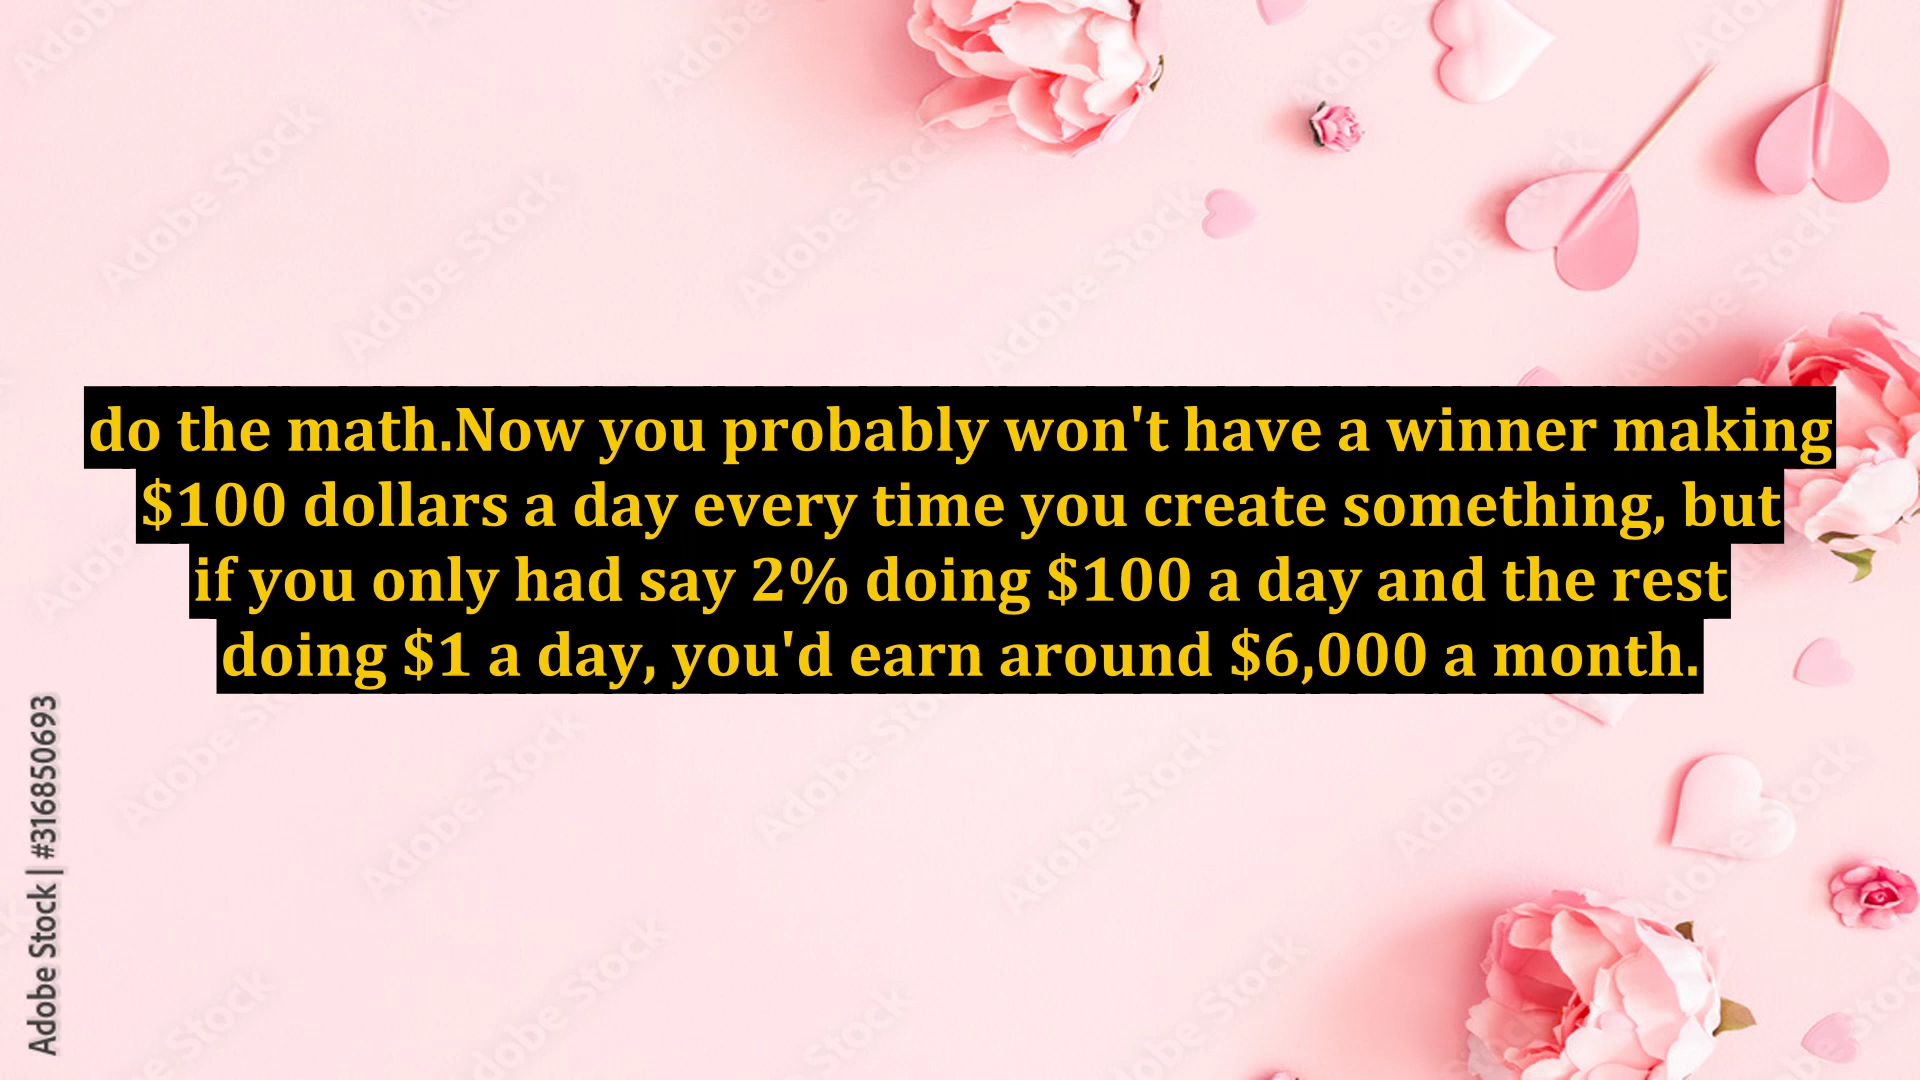 do the math.Now you probably won't have a winner making
$100 dollars a day every time you create something, but
if you only had say 2% doing $100 a day and the rest
doing $1 a day, you'd earn around $6,000 a month.
Adobe Stock | #316850693
Adobe Stock